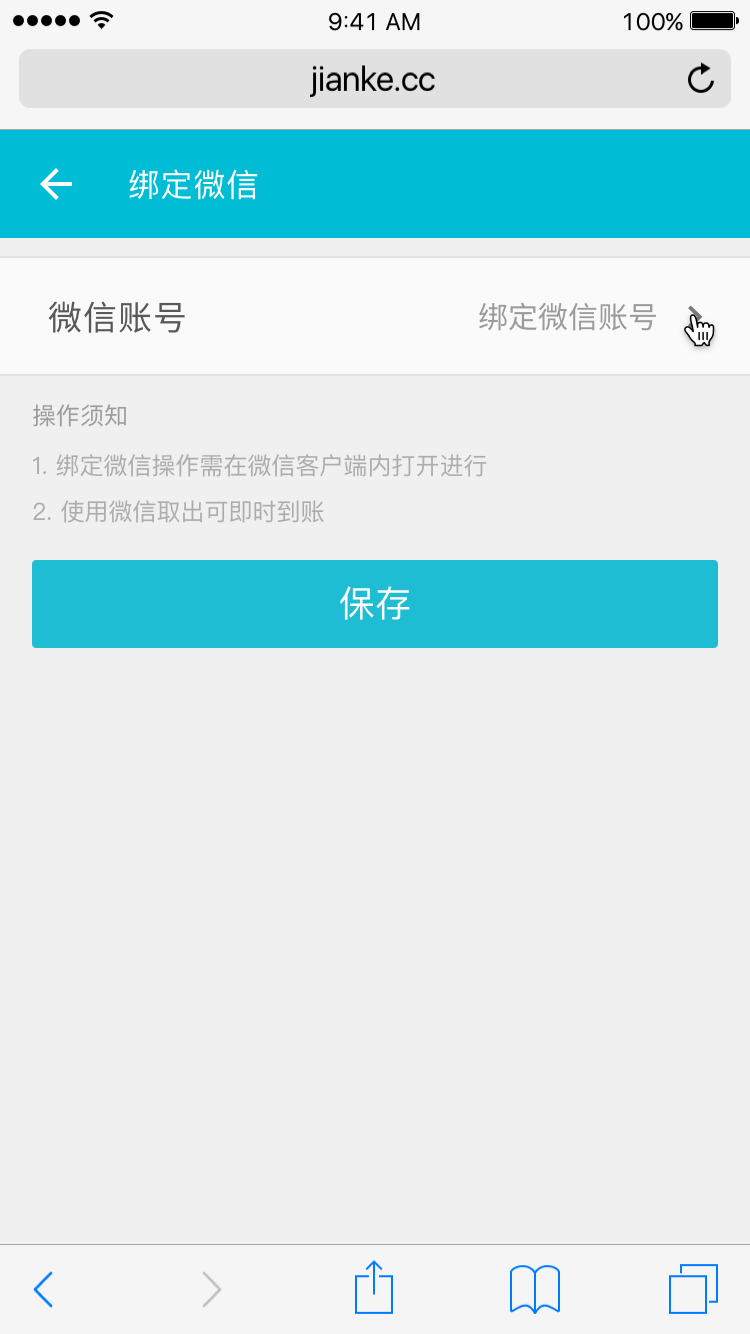 9:41 AM
100%
jianke.cc
绑定微信
微信账号
绑定微信账号
操作须知
1. 绑定微信操作需在微信客户端内打开进行
2. 使用微信取出可即时到账
保存